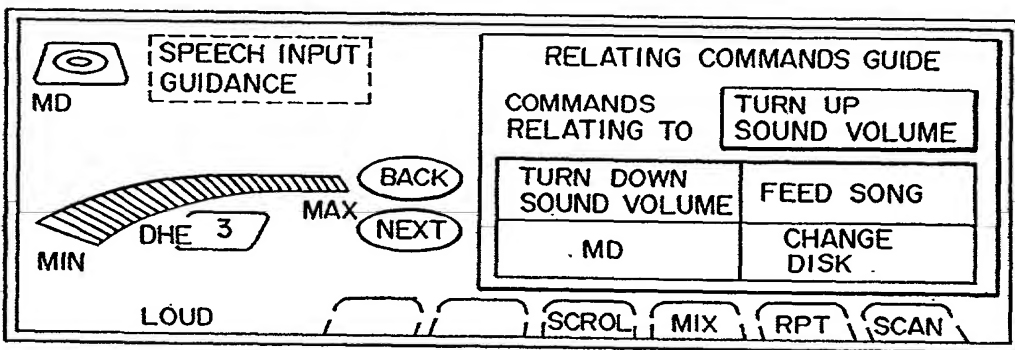 MD
SPEECH INPUT
GUIDANCE
MIN
DHE 3
MAX
BACK
NEXT
LOUD
RELATING COMMANDS GUIDE
COMMANDS
RELATING TO
TURN UP
SOUND VOLUME
TURN DOWN
SOUND VOLUME
FEED SONG
MD
CHANGE
DISK
SCROL
MIX
RPT
SCAN